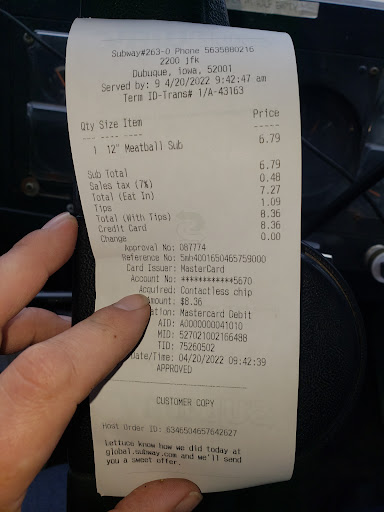 Subway#263-0 Phone 5635880216
2200 jfk
Dubuque, iowa, 52001
Served by: 9 4/20/2022 9:42:47 am
Term ID-Trans# 1/A-43163
Qty Size Item Price
--- ---- ---- -----
1 12" Meatball Sub 6.79
Sub Total 6.79
Sales tax (7%) 0.48
Total (Eat In) 7.27
Tips 1.09
Total (With Tips) 8.36
Credit Card 8.36
Change 0.00
Approval No: 087774
Reference No: 5mh4001650465759000
Card Issuer: MasterCard
Account No: ************5670
Acquired: Contactless chip
Amount: $8.36
ation: Mastercard Debit
AID: A0000000041010
MID: 527021002166488
TID: 75260502
Date/Time: 04/20/2022 09:42:39
APPROVED
CUSTOMER COPY
Host Order ID: 6346504657642627
Lettuce know how we did today at
global.subway.com and we'll send
you a sweet offer.